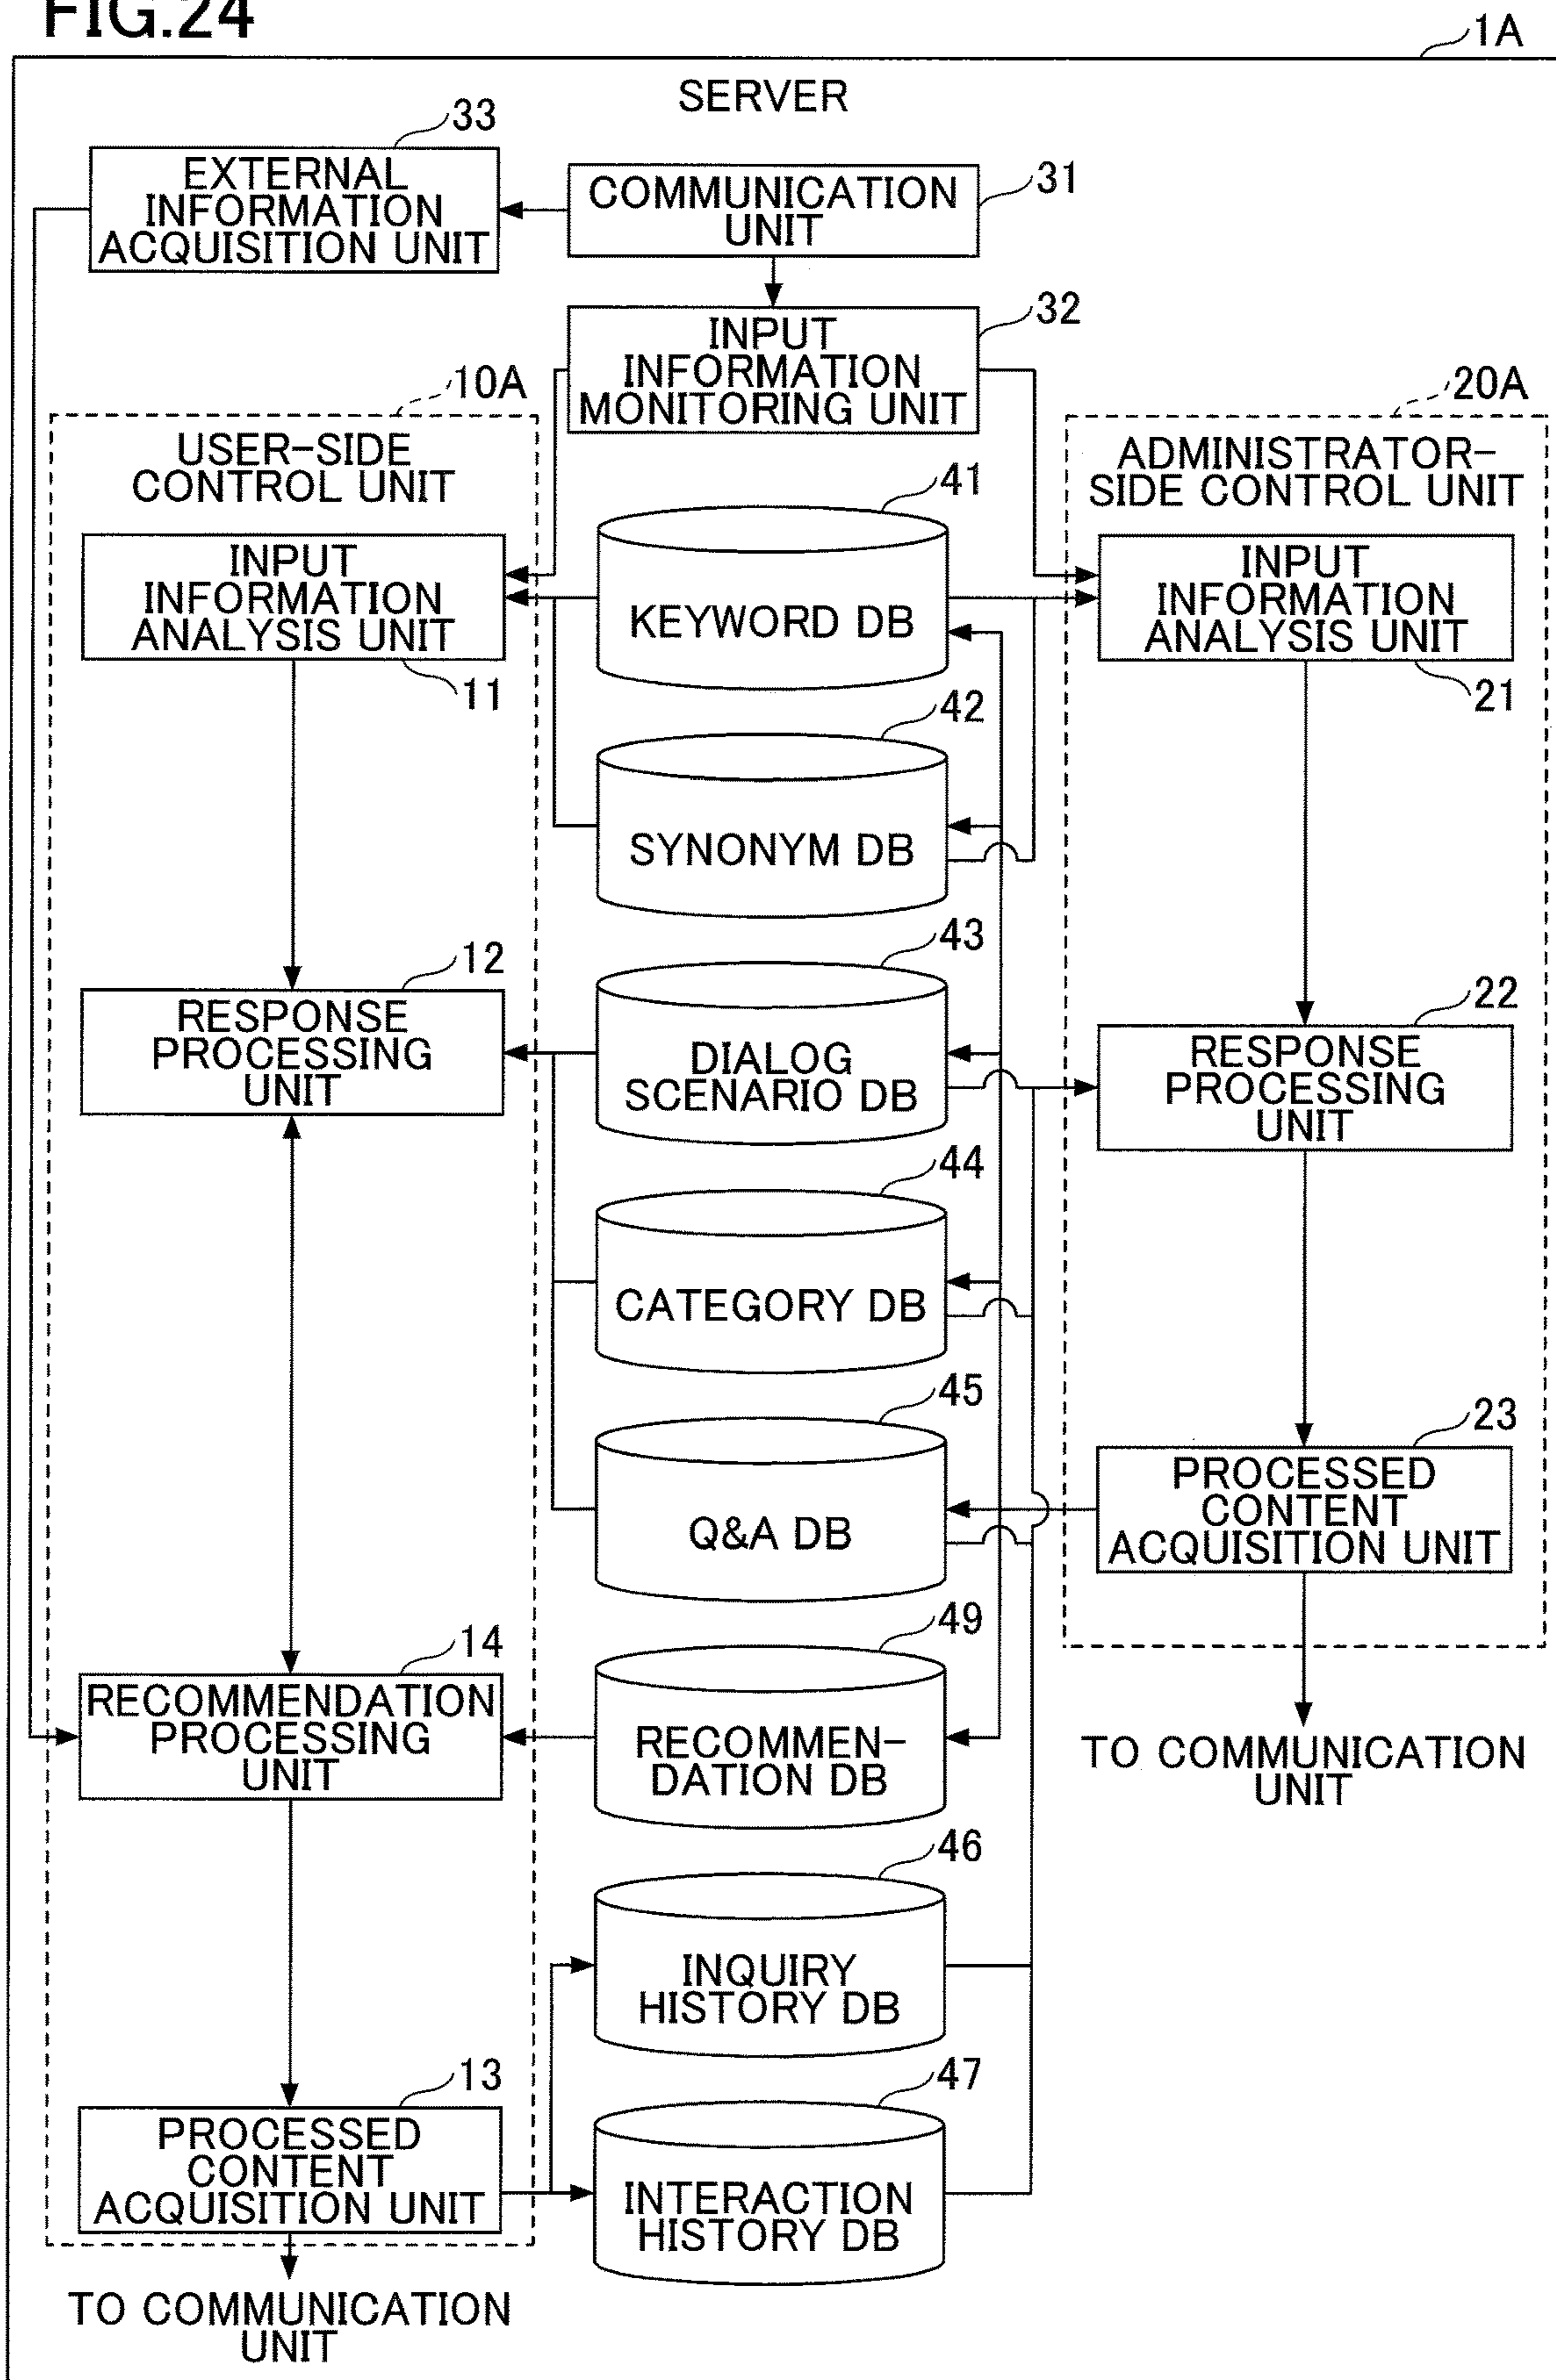 FIG.24
1A
SERVER
33
EXTERNAL
INFORMATION
ACQUISITION UNIT
COMMUNICATION
UNIT
31
INPUT
INFORMATION
MONITORING UNIT
32
10A
USER-SIDE
CONTROL UNIT
20A
ADMINISTRATOR-
SIDE CONTROL UNIT
INPUT
INFORMATION
ANALYSIS UNIT
11
41
KEYWORD DB
INPUT
INFORMATION
ANALYSIS UNIT
21
42
SYNONYM DB
12
RESPONSE
PROCESSING
UNIT
43
DIALOG
SCENARIO DB
22
RESPONSE
PROCESSING
UNIT
44
CATEGORY DB
45
Q&A DB
23
PROCESSED
CONTENT
ACQUISITION UNIT
14
RECOMMENDATION
PROCESSING
UNIT
49
RECOMMEN-
DATION DB
TO COMMUNICATION
UNIT
46
INQUIRY
HISTORY DB
13
PROCESSED
CONTENT
ACQUISITION UNIT
47
INTERACTION
HISTORY DB
TO COMMUNICATION
UNIT